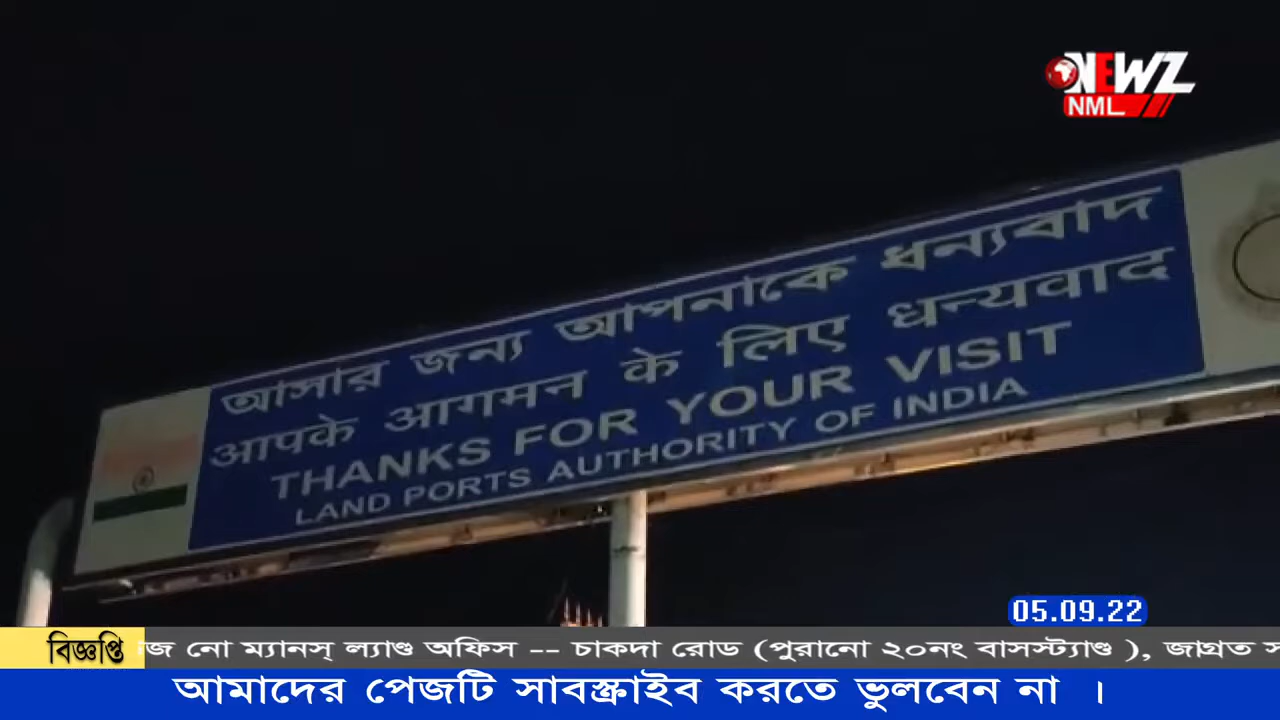 NEWZ
NML
আসার জন্য আপনাকে ধন্যবাদ
आपके आगमन के लिए धन्यवाद
THANKS FOR YOUR VISIT
LAND PORTS AUTHORITY OF INDIA
05.09.22
বিজ্ঞপ্তি
নো ম্যানস্ ল্যাণ্ড অফিস -- চাকদা রোড (পুরানো ২০নং বাসস্ট্যাণ্ড ), জাগ্রত
আমাদের পেজটি সাবস্ক্রাইব করতে ভুলবেন না ।